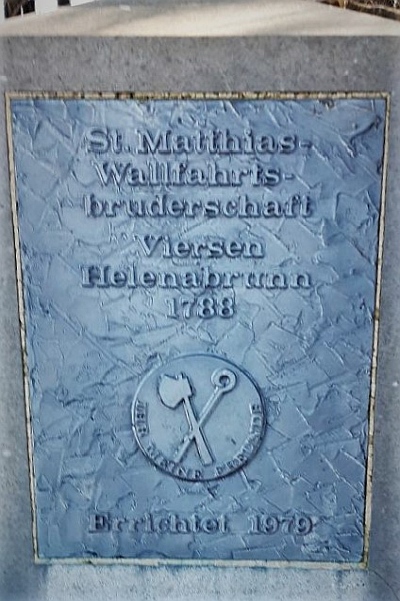 St. Matthias-
Wallfahrts-
bruderschaft
Viersen
Helenabrunn
1788
Errichtet 1979